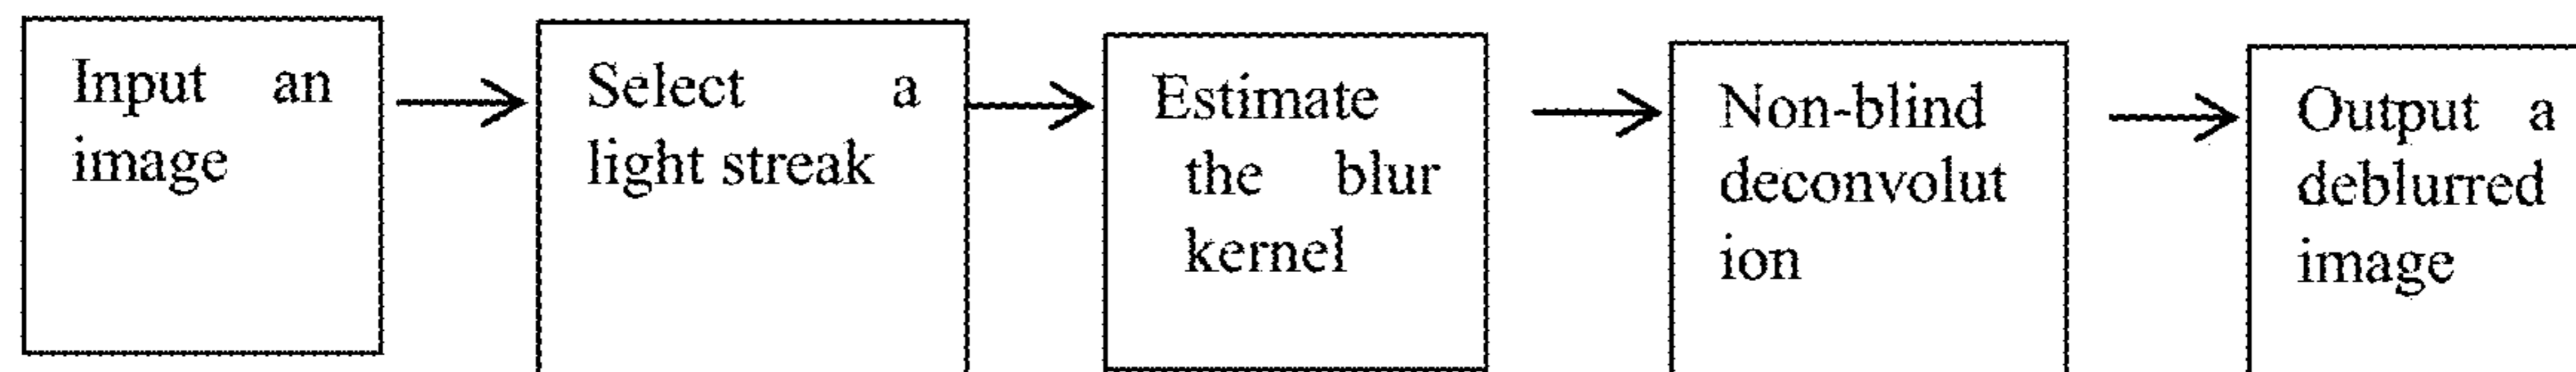 Input an
image
Select a
light streak
Estimate
the blur
kernel
Non-blind
deconvolut
ion
Output a
deblurred
image